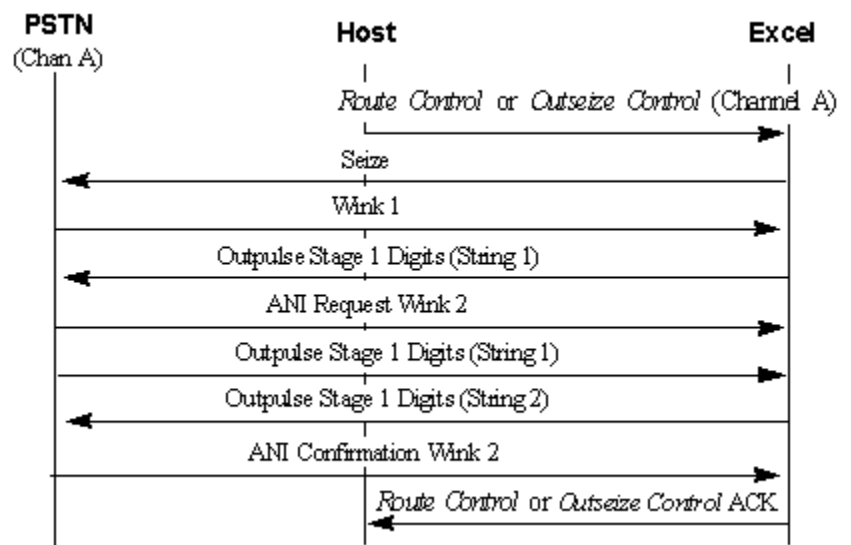 PSTN
Host
Excel
(Chan A)
Route Control or Outseize Control (Channel A)
Seize
Wink 1
Outpulse Stage 1 Digits (String 1)
ANI Request Wink 2
Outpulse Stage 1 Digits (String 1)
Outpulse Stage 1 Digits (String 2)
ANI Confirmation Wink 2
Route Control or Outseize Control ACK